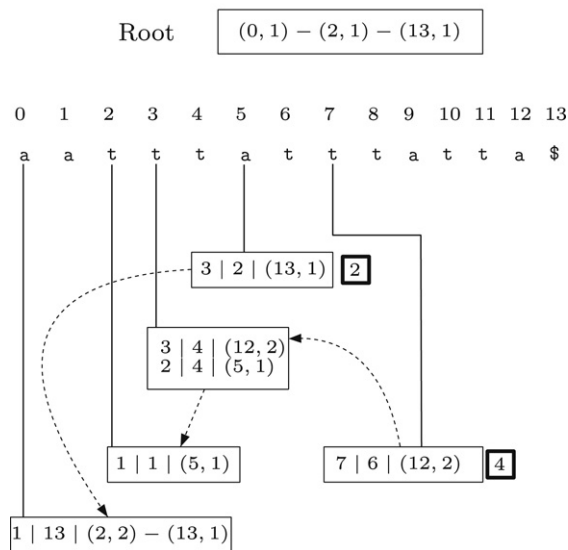 Root (0, 1) − (2, 1) − (13, 1)
0 1 2 3 4 5 6 7 8 9 10 11 12 13
a a t t t a t t t a t t a $
3 | 2 | (13, 1) 2
3 | 4 | (12, 2)
2 | 4 | (5, 1)
1 | 1 | (5, 1) 7 | 6 | (12, 2) 4
1 | 13 | (2, 2) − (13, 1)